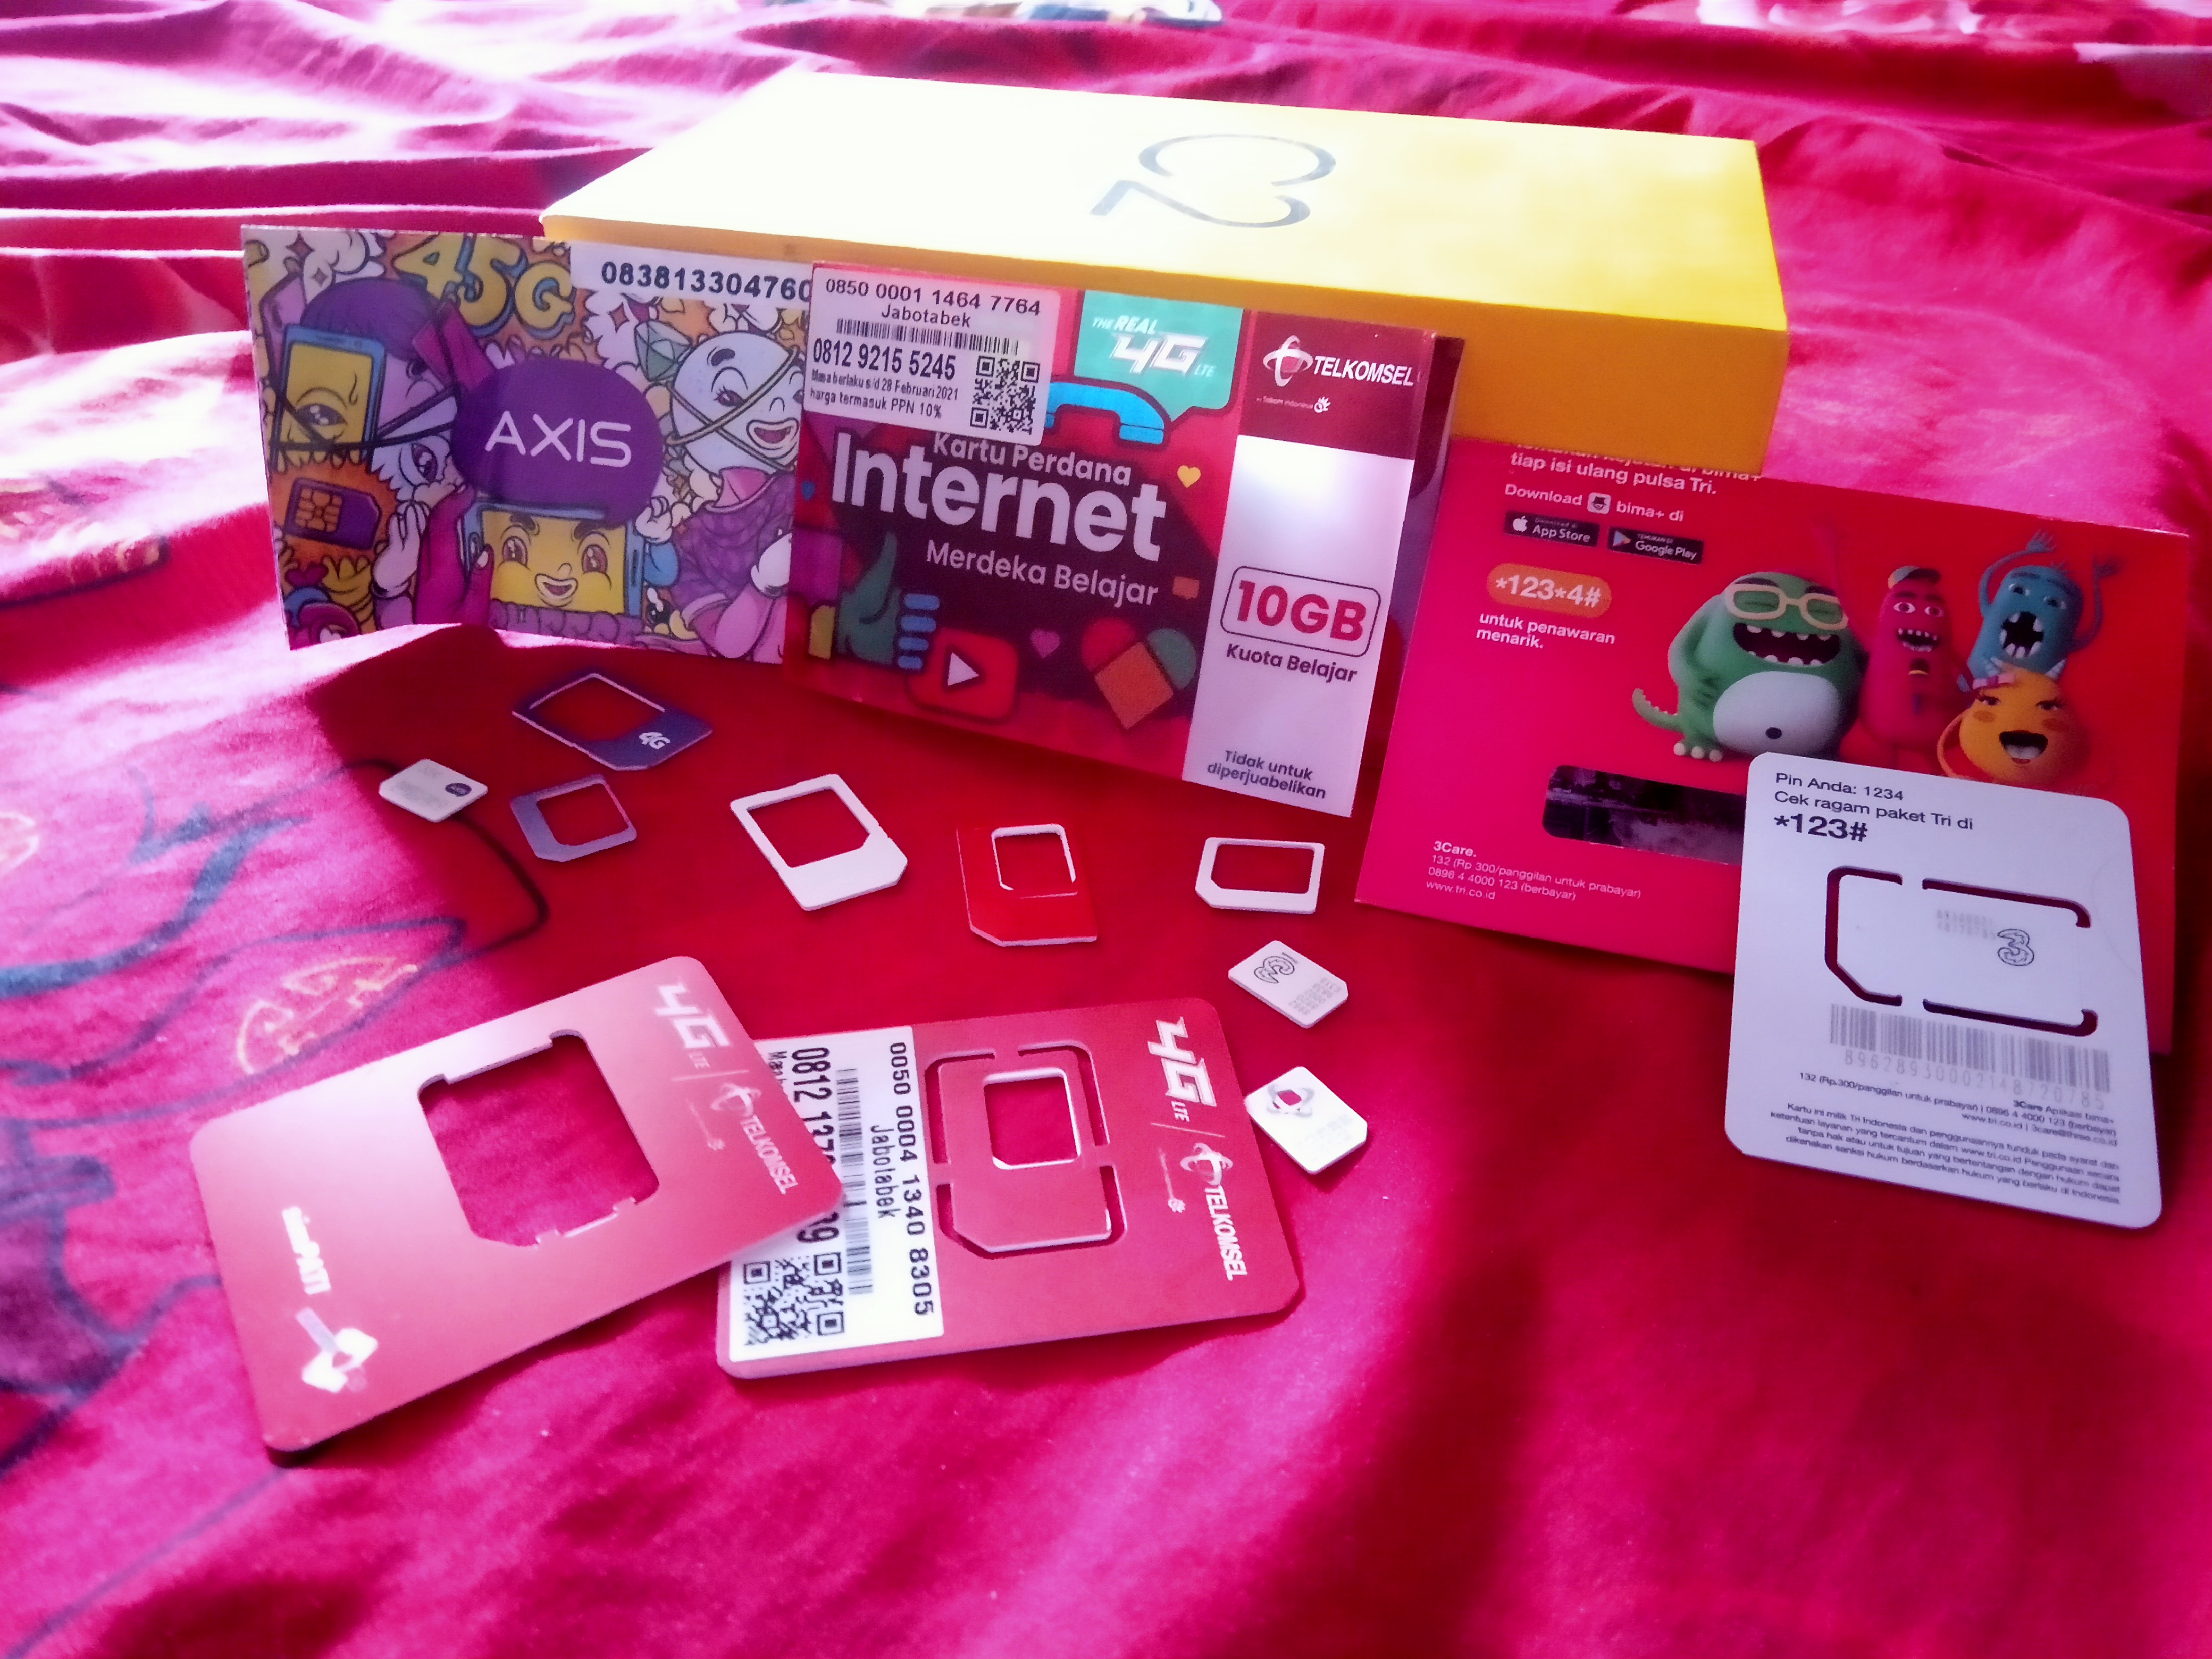 C3
45G
083813304760
AXIS
0850 0001 1464 7764
Jabotabek
0812 9215 5245
Masa berlaku s/d 28 Februari 2021
harga termasuk PPN 10%
THE REAL
4G LTE
TELKOMSEL
Telkom Indonesia
Kartu Perdana
Internet
Merdeka Belajar
10GB
Kuota Belajar
Tidak untuk
diperjuabelikan
tiap isi ulang pulsa Tri.
Download bima+ di
App Store
Google Play
*123*4#
untuk penawaran
menarik.
3Care.
132 (Rp 300/panggilan untuk prabayar)
0896 4 4000 123 (berbayar)
www.tri.co.id
Pin Anda: 1234
Cek ragam paket Tri di
*123#
3
89628930002148720785
132 (Rp.300/panggilan untuk prabayar) | 0896 4 4000 123 (berbayar)
3Care Aplikasi bima+
www.tri.co.id | 3care@three.co.id
Kartu ini milik Tri Indonesia dan penggunaannya tunduk pada syarat dan
ketentuan layanan yang tercantum dalam www.tri.co.id Penggunaan secara
tanpa hak atau untuk tujuan yang bertentangan dengan hukum dapat
dikenakan sanksi hukum berdasarkan hukum yang berlaku di Indonesia
4G
3
4G LTE
TELKOMSEL
simPATI
0050 0004 1340 8305
Jabotabek
0812
4G LTE
TELKOMSEL